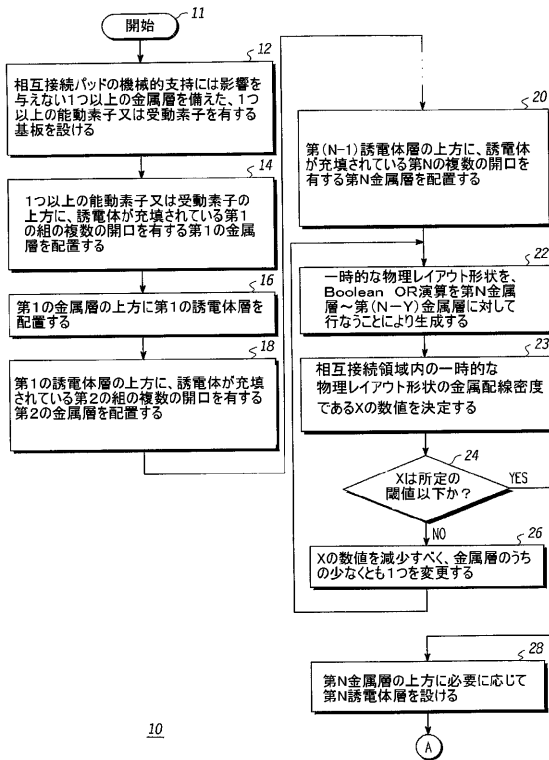 開始
11
12
相互接続パッドの機械的支持には影響を
与えない1つ以上の金属層を備えた、1つ
以上の能動素子又は受動素子を有する
基板を設ける
14
1つ以上の能動素子又は受動素子の
上方に、誘電体が充填されている第1
の組の複数の開口を有する第1の金属
層を配置する
16
第1の金属層の上方に第1の誘電体層を
配置する
18
第1の誘電体層の上方に、誘電体が充填
されている第2の組の複数の開口を有する
第2の金属層を配置する
20
第(N-1)誘電体層の上方に、誘電体
が充填されている第Nの複数の開口を
有する第N金属層を配置する
22
一時的な物理レイアウト形状を、
Boolean OR演算を第N金属
層~第(N-Y)金属層に対して
行なうことにより生成する
23
相互接続領域内の一時的な
物理レイアウト形状の金属配線密度
であるXの数値を決定する
24
Xは所定の
閾値以下か?
YES
NO
26
Xの数値を減少すべく、金属層のうち
の少なくとも1つを変更する
28
第N金属層の上方に必要に応じて
第N誘電体層を設ける
A
10